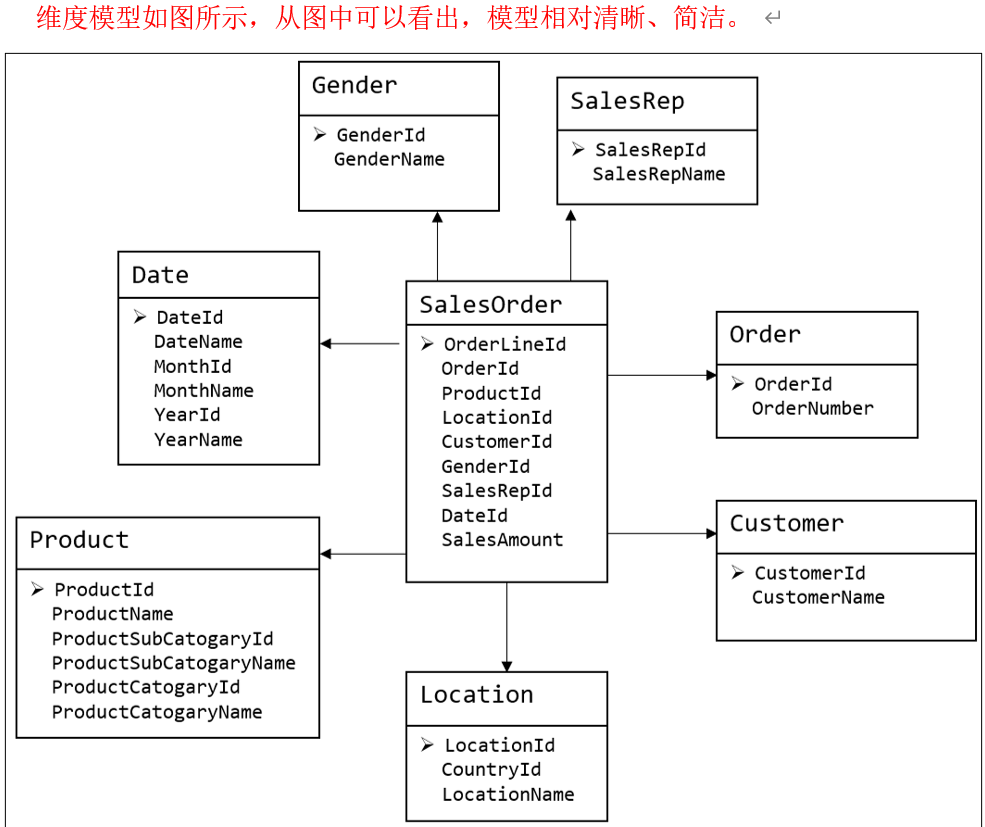 维度模型如图所示，从图中可以看出，模型相对清晰、简洁。
Gender
GenderId
GenderName
SalesRep
SalesRepId
SalesRepName
Date
DateId
DateName
MonthId
MonthName
YearId
YearName
SalesOrder
OrderLineId
OrderId
ProductId
LocationId
CustomerId
GenderId
SalesRepId
DateId
SalesAmount
Order
OrderId
OrderNumber
Product
ProductId
ProductName
ProductSubCatogaryId
ProductSubCatogaryName
ProductCatogaryId
ProductCatogaryName
Customer
CustomerId
CustomerName
Location
LocationId
CountryId
LocationName